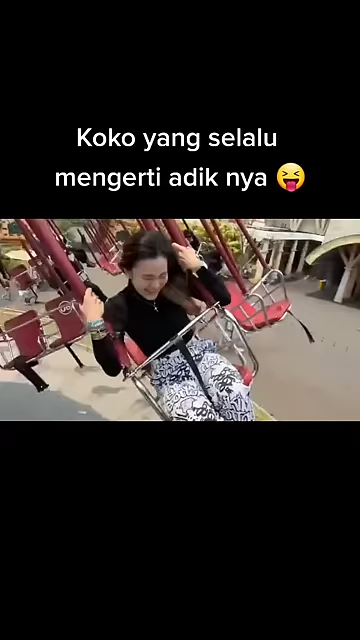 Koko yang selalu
mengerti adik nya 😝